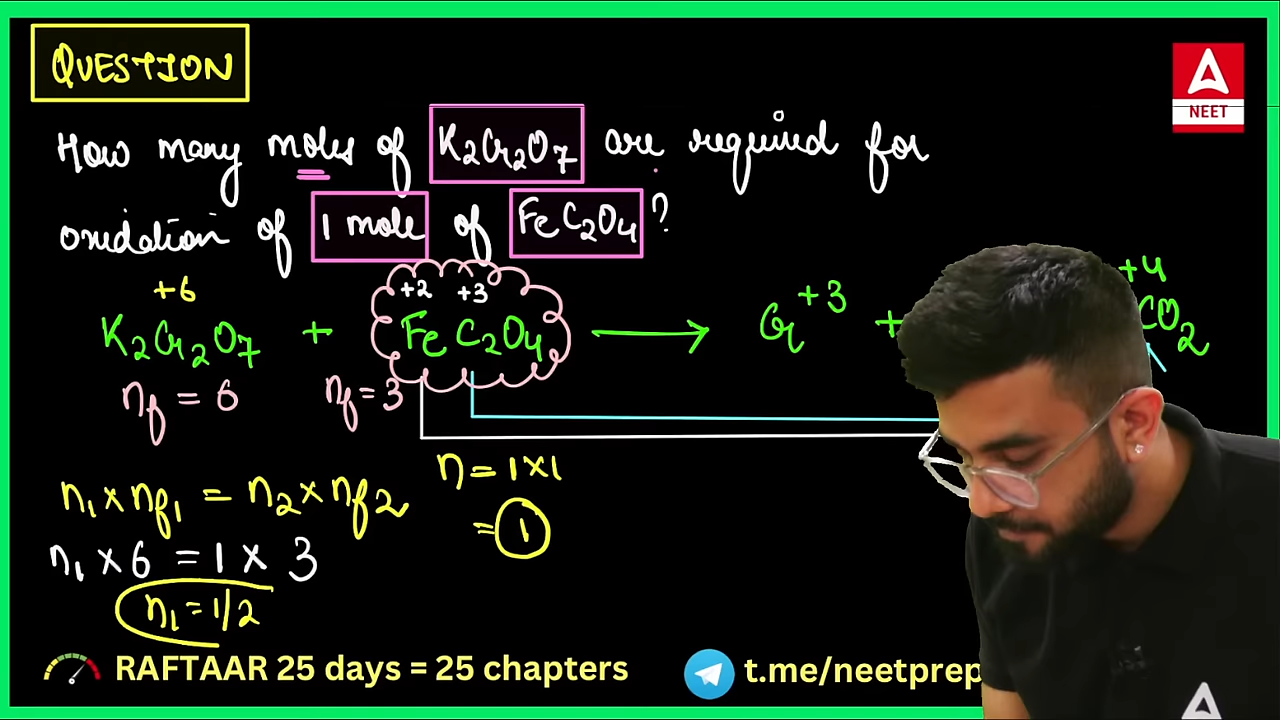 QUESTION
NEET
How many moles of K2Cr2O7 are required for
oxidation of 1 mole of FeC2O4?
+6 +2 +3 +3 +4
K2Cr2O7 + FeC2O4 → Cr + CO2
nf = 6 nf = 3
n = 1×1
n1 × nf1 = n2 × nf2
= 1
n1 × 6 = 1 × 3
n1 = 1/2
RAFTAAR 25 days = 25 chapters
t.me/neetprep